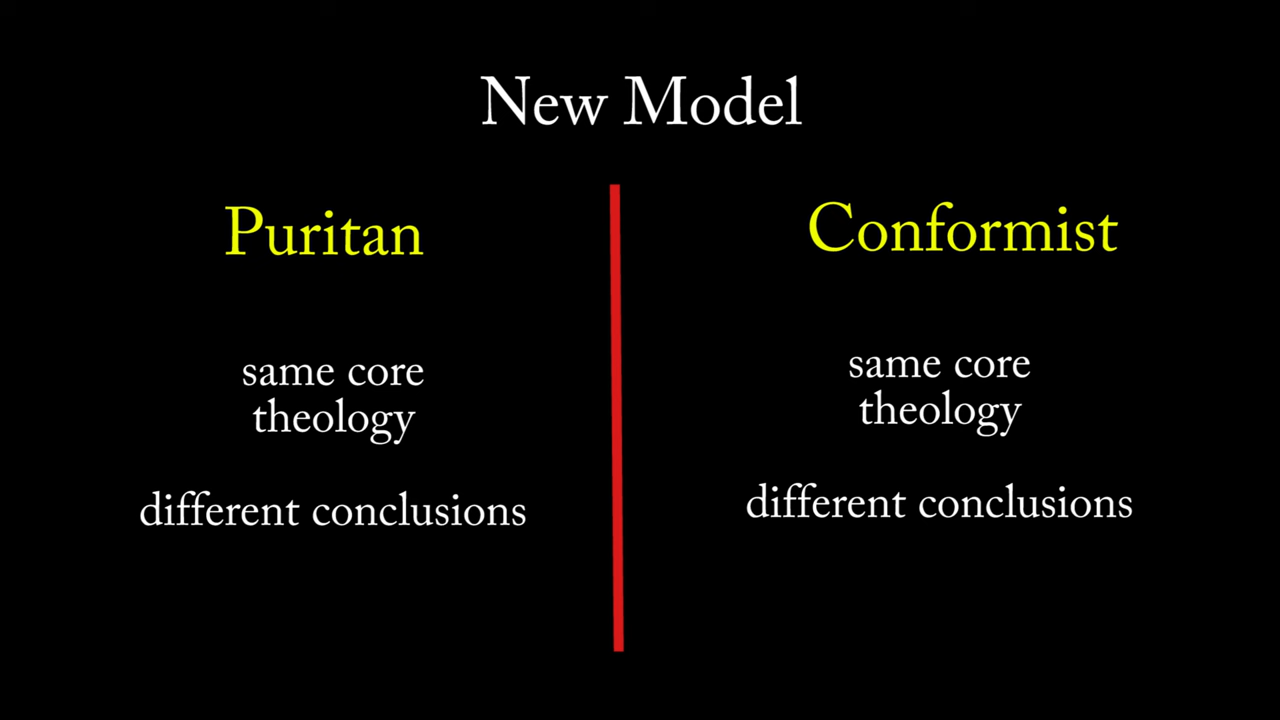 New Model
Puritan
same core
theology
different conclusions
Conformist
same core
theology
different conclusions